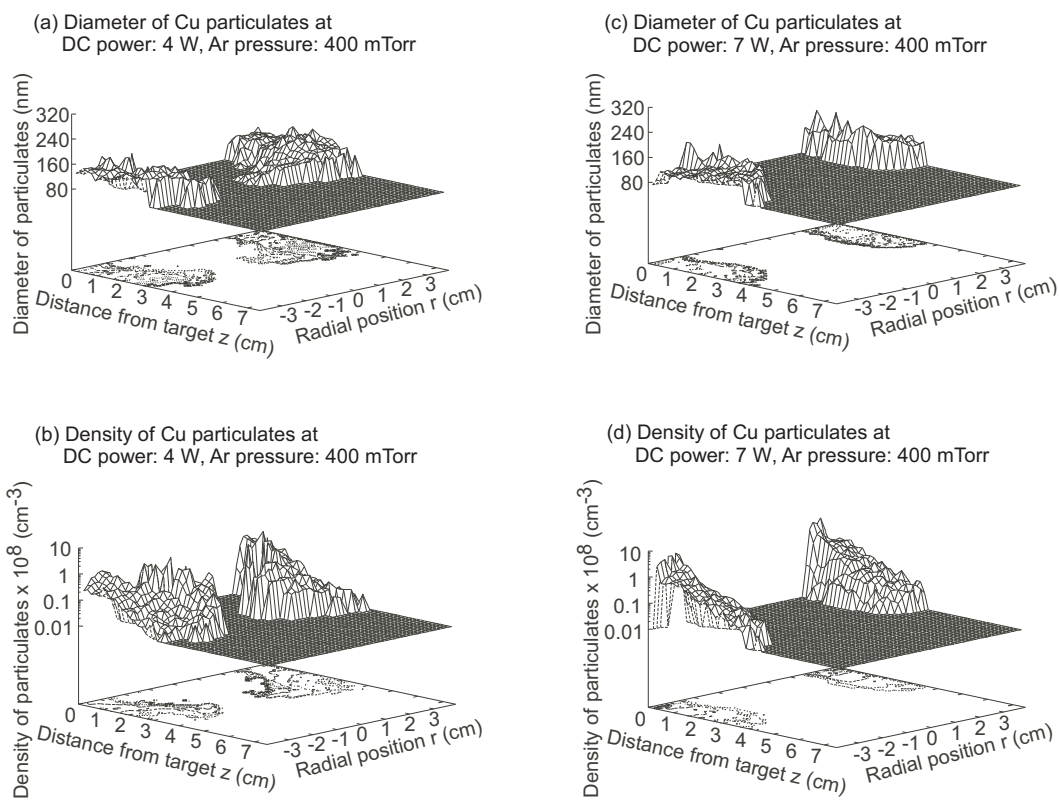 (a) Diameter of Cu particulates at
DC power: 4 W, Ar pressure: 400 mTorr
Diameter of particulates (nm)
320
240
160
80
0 1 2 3 4 5 6 7
Distance from target z (cm)
-3 -2 -1 0 1 2 3
Radial position r (cm)
(c) Diameter of Cu particulates at
DC power: 7 W, Ar pressure: 400 mTorr
Diameter of particulates (nm)
320
240
160
80
0 1 2 3 4 5 6 7
Distance from target z (cm)
-3 -2 -1 0 1 2 3
Radial position r (cm)
(b) Density of Cu particulates at
DC power: 4 W, Ar pressure: 400 mTorr
Density of particulates x 10⁸ (cm⁻³)
10
1
0.1
0.01
0 1 2 3 4 5 6 7
Distance from target z (cm)
-3 -2 -1 0 1 2 3
Radial position r (cm)
(d) Density of Cu particulates at
DC power: 7 W, Ar pressure: 400 mTorr
Density of particulates x 10⁸ (cm⁻³)
10
1
0.1
0.01
0 1 2 3 4 5 6 7
Distance from target z (cm)
-3 -2 -1 0 1 2 3
Radial position r (cm)